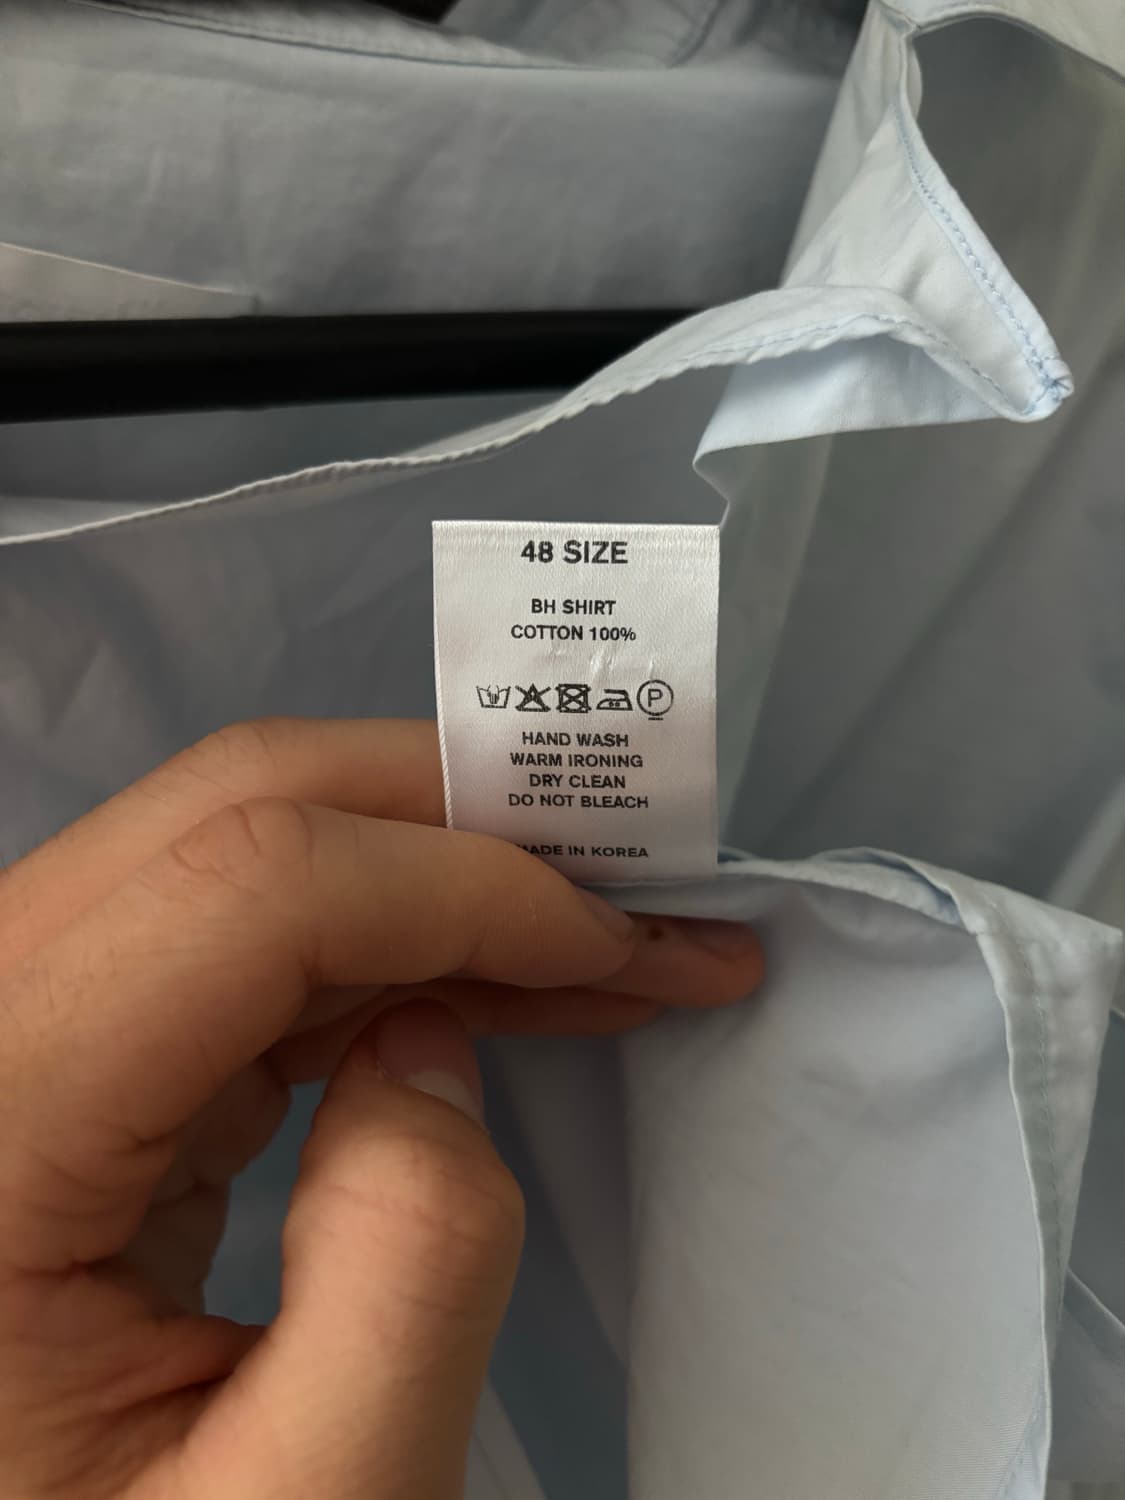 48 SIZE
BH SHIRT
COTTON 100%
P
HAND WASH
WARM IRONING
DRY CLEAN
DO NOT BLEACH
MADE IN KOREA